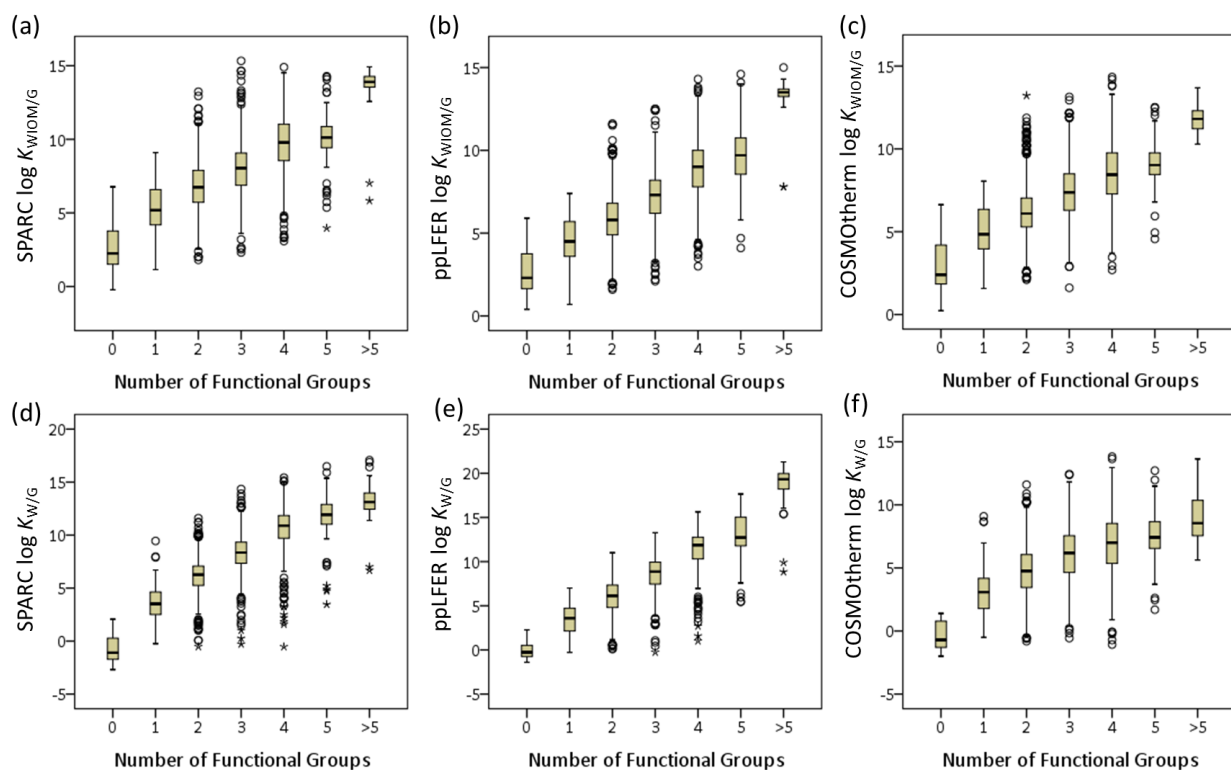 (a)
SPARC log KWIOM/G
15
10
5
0
0 1 2 3 4 5 >5
Number of Functional Groups
(b)
ppLFER log KWIOM/G
15
10
5
0
0 1 2 3 4 5 >5
Number of Functional Groups
(c)
COSMOtherm log KWIOM/G
15
10
5
0
0 1 2 3 4 5 >5
Number of Functional Groups
(d)
SPARC log KW/G
20
15
10
5
0
-5
0 1 2 3 4 5 >5
Number of Functional Groups
(e)
ppLFER log KW/G
25
20
15
10
5
0
-5
0 1 2 3 4 5 >5
Number of Functional Groups
(f)
COSMOtherm log KW/G
15
10
5
0
-5
0 1 2 3 4 5 >5
Number of Functional Groups